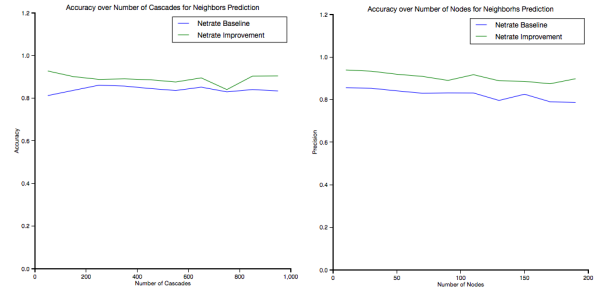 Accuracy over Number of Cascades for Neighbors Prediction
1.2
1.0
0.8
0.6
0.4
0.2
0.0
Accuracy
0
200
400
600
800
1,000
Number of Cascades
Netrate Baseline
Netrate Improvement
Accuracy over Number of Nodes for Neighborhs Prediction
1.2
1.0
0.8
0.6
0.4
0.2
0.0
Precision
0
50
100
150
200
Number of Nodes
Netrate Baseline
Netrate Improvement